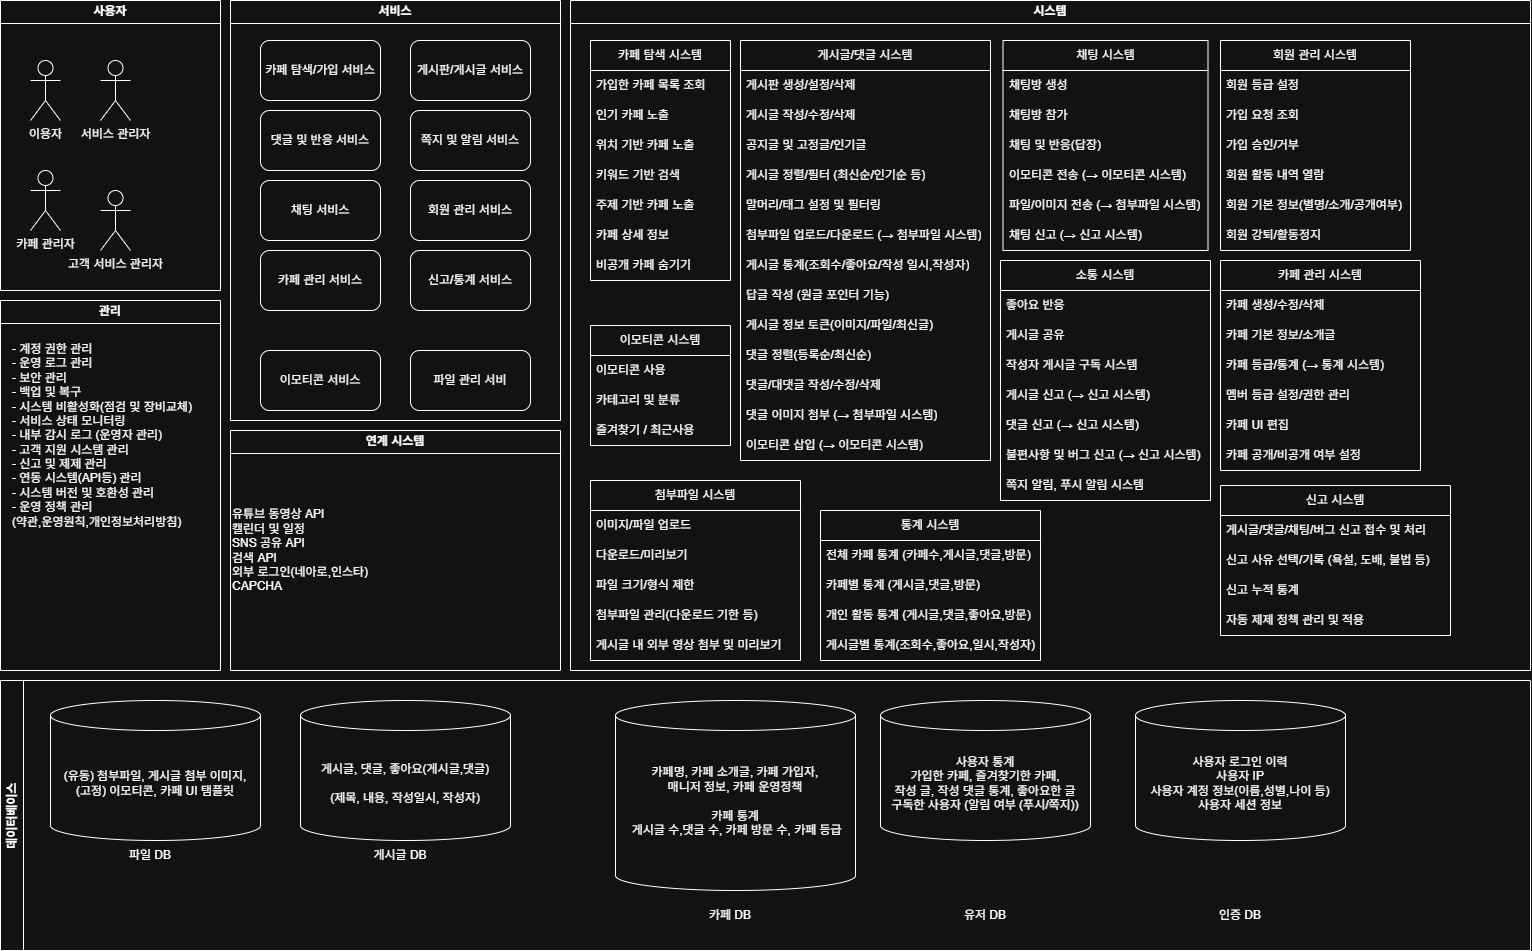 사용자
이용자
서비스 관리자
카페 관리자
고객 서비스 관리자
관리
- 계정 권한 관리
- 운영 로그 관리
- 보안 관리
- 백업 및 복구
- 시스템 비활성화(점검 및 장비교체)
- 서비스 상태 모니터링
- 내부 감시 로그 (운영자 관리)
- 고객 지원 시스템 관리
- 신고 및 제제 관리
- 연동 시스템(API등) 관리
- 시스템 버전 및 호환성 관리
- 운영 정책 관리
(약관,운영원칙,개인정보처리방침)
서비스
카페 탐색/가입 서비스
게시판/게시글 서비스
댓글 및 반응 서비스
쪽지 및 알림 서비스
채팅 서비스
회원 관리 서비스
카페 관리 서비스
신고/통계 서비스
이모티콘 서비스
파일 관리 서비
연계 시스템
유튜브 동영상 API
캘린더 및 일정
SNS 공유 API
검색 API
외부 로그인(네아로,인스타)
CAPCHA
시스템
카페 탐색 시스템
가입한 카페 목록 조회
인기 카페 노출
위치 기반 카페 노출
키워드 기반 검색
주제 기반 카페 노출
카페 상세 정보
비공개 카페 숨기기
이모티콘 시스템
이모티콘 사용
카테고리 및 분류
즐겨찾기 / 최근사용
게시글/댓글 시스템
게시판 생성/설정/삭제
게시글 작성/수정/삭제
공지글 및 고정글/인기글
게시글 정렬/필터 (최신순/인기순 등)
말머리/태그 설정 및 필터링
첨부파일 업로드/다운로드 (→ 첨부파일 시스템)
게시글 통계(조회수/좋아요/작성 일시,작성자)
답글 작성 (원글 포인터 기능)
게시글 정보 토큰(이미지/파일/최신글)
댓글 정렬(등록순/최신순)
댓글/대댓글 작성/수정/삭제
댓글 이미지 첨부 (→ 첨부파일 시스템)
이모티콘 삽입 (→ 이모티콘 시스템)
채팅 시스템
채팅방 생성
채팅방 참가
채팅 및 반응(답장)
이모티콘 전송 (→ 이모티콘 시스템)
파일/이미지 전송 (→ 첨부파일 시스템)
채팅 신고 (→ 신고 시스템)
회원 관리 시스템
회원 등급 설정
가입 요청 조회
가입 승인/거부
회원 활동 내역 열람
회원 기본 정보(별명/소개/공개여부)
회원 강퇴/활동정지
소통 시스템
좋아요 반응
게시글 공유
작성자 게시글 구독 시스템
게시글 신고 (→ 신고 시스템)
댓글 신고 (→ 신고 시스템)
불편사항 및 버그 신고 (→ 신고 시스템)
쪽지 알림, 푸시 알림 시스템
카페 관리 시스템
카페 생성/수정/삭제
카페 기본 정보/소개글
카페 등급/통계 (→ 통계 시스템)
멤버 등급 설정/권한 관리
카페 UI 편집
카페 공개/비공개 여부 설정
첨부파일 시스템
이미지/파일 업로드
다운로드/미리보기
파일 크기/형식 제한
첨부파일 관리(다운로드 기한 등)
게시글 내 외부 영상 첨부 및 미리보기
통계 시스템
전체 카페 통계 (카페수,게시글,댓글,방문)
카페별 통계 (게시글,댓글,방문)
개인 활동 통계 (게시글,댓글,좋아요,방문)
게시글별 통계(조회수,좋아요,일시,작성자)
신고 시스템
게시글/댓글/채팅/버그 신고 접수 및 처리
신고 사유 선택/기록 (욕설, 도배, 불법 등)
신고 누적 통계
자동 제제 정책 관리 및 적용
데이터베이스
(유동) 첨부파일, 게시글 첨부 이미지,
(고정) 이모티콘, 카페 UI 템플릿
파일 DB
게시글, 댓글, 좋아요(게시글,댓글)
(제목, 내용, 작성일시, 작성자)
게시글 DB
카페명, 카페 소개글, 카페 가입자,
매니저 정보, 카페 운영정책
카페 통계
게시글 수,댓글 수, 카페 방문 수, 카페 등급
카페 DB
사용자 통계
가입한 카페, 즐겨찾기한 카페,
작성 글, 작성 댓글 통계, 좋아요한 글
구독한 사용자 (알림 여부 (푸시/쪽지))
유저 DB
사용자 로그인 이력
사용자 IP
사용자 계정 정보(이름,성별,나이 등)
사용자 세션 정보
인증 DB